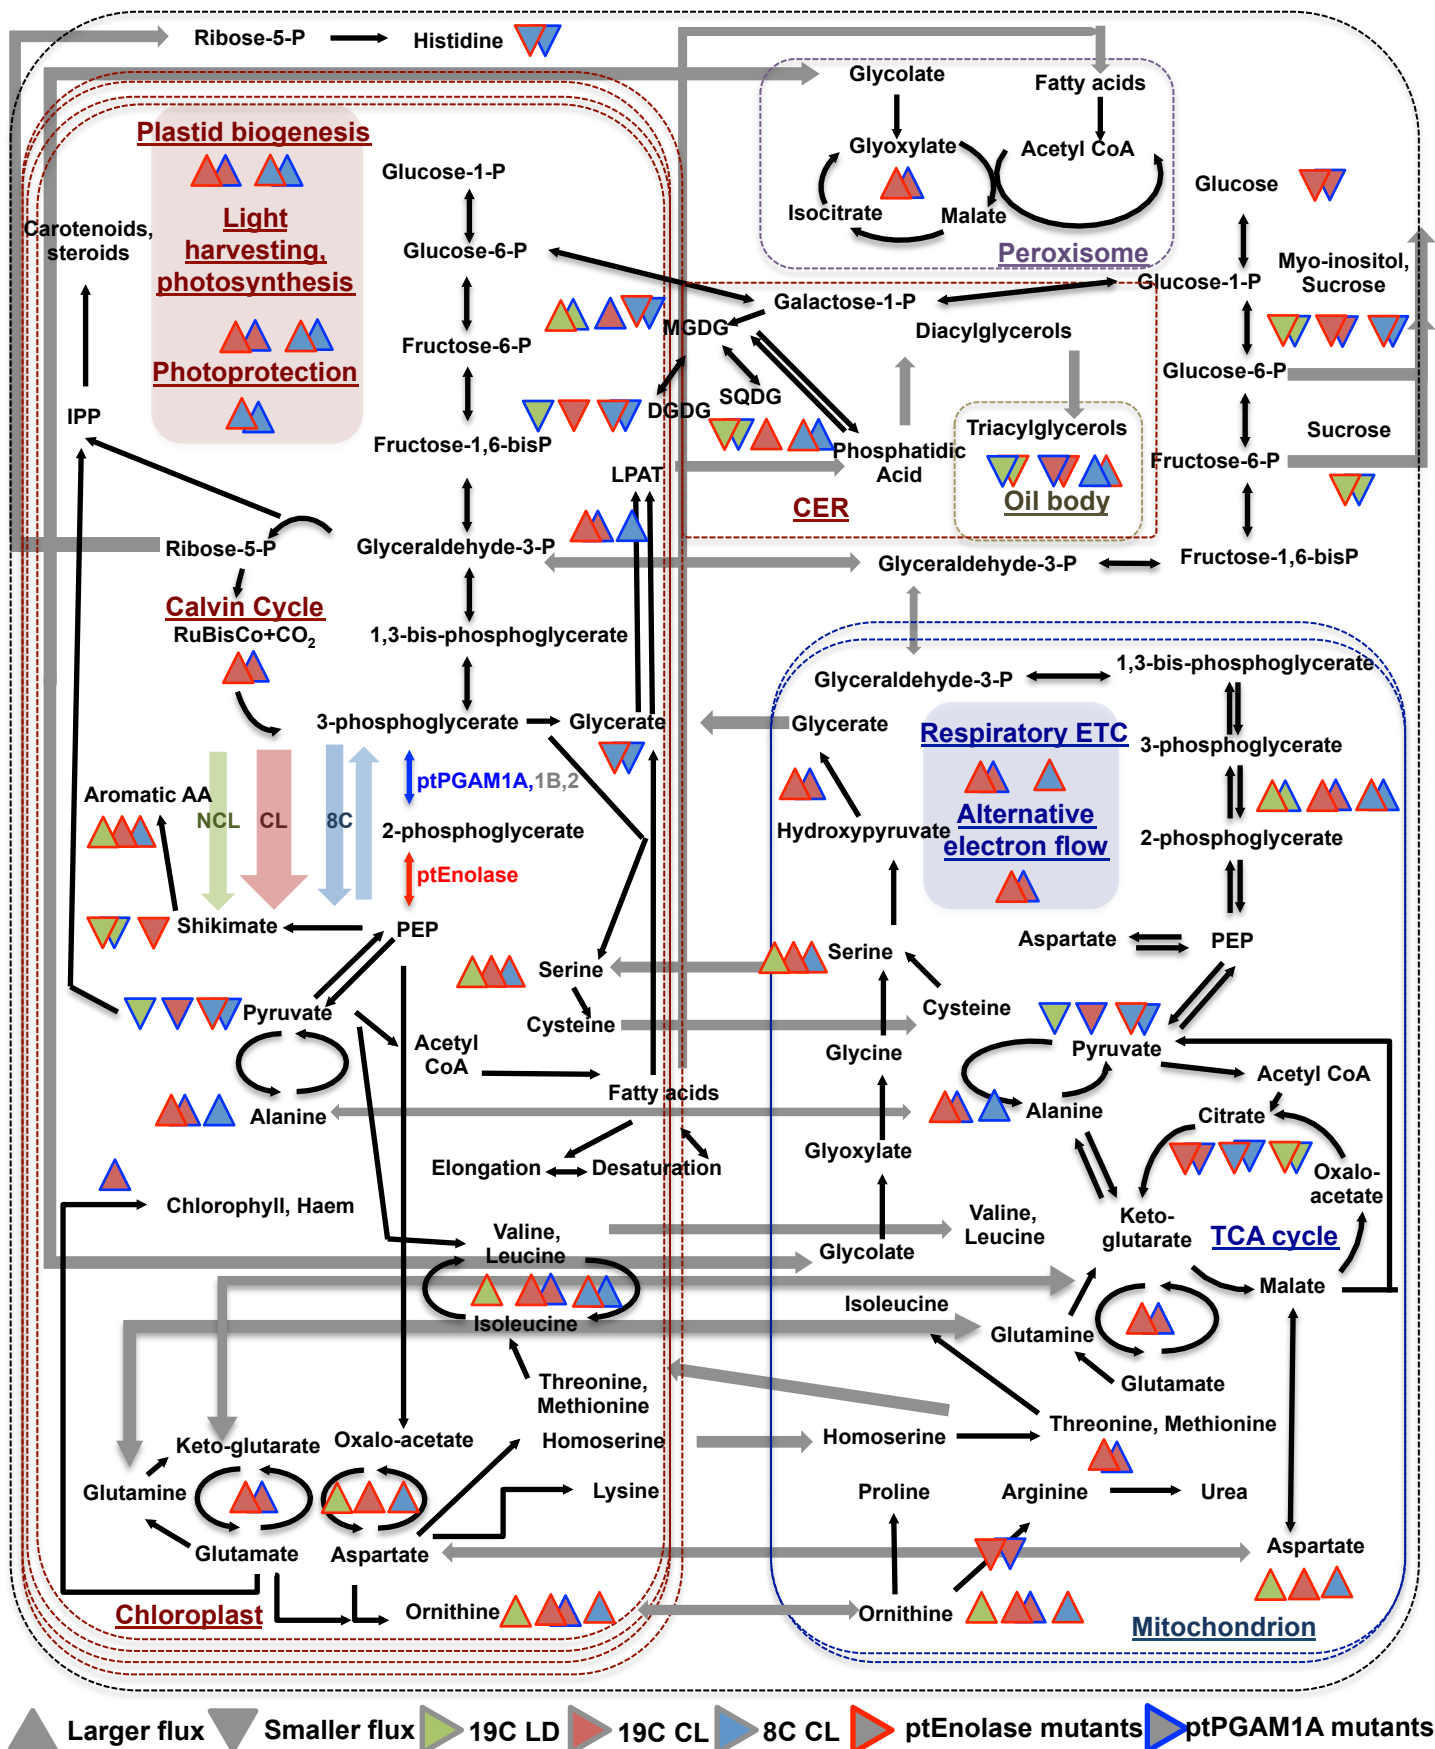 Ribose-5-P
Histidine
Plastid biogenesis
Light
harvesting,
photosynthesis
Photoprotection
Carotenoids,
steroids
IPP
Glucose-1-P
Glucose-6-P
Fructose-6-P
Fructose-1,6-bisP
Glyceraldehyde-3-P
1,3-bis-phosphoglycerate
3-phosphoglycerate
Glycerate
LPAT
Ribose-5-P
Calvin Cycle
RuBisCo+CO2
NCL
CL
8C
ptPGAM1A,1B,2
2-phosphoglycerate
ptEnolase
PEP
Aromatic AA
Shikimate
Pyruvate
Alanine
Acetyl
CoA
Serine
Cysteine
Fatty acids
Elongation
Desaturation
Chlorophyll, Haem
Valine,
Leucine
Isoleucine
Threonine,
Methionine
Homoserine
Lysine
Keto-glutarate
Oxalo-acetate
Glutamine
Glutamate
Aspartate
Ornithine
Chloroplast
Glycolate
Glyoxylate
Isocitrate
Malate
Fatty acids
Acetyl CoA
Peroxisome
Galactose-1-P
MGDG
DGDG
SQDG
Diacylglycerols
Phosphatidic
Acid
CER
Triacylglycerols
Oil body
Glucose
Glucose-1-P
Myo-inositol,
Sucrose
Glucose-6-P
Sucrose
Fructose-6-P
Fructose-1,6-bisP
Glyceraldehyde-3-P
Glyceraldehyde-3-P
1,3-bis-phosphoglycerate
Glycerate
Respiratory ETC
Alternative
electron flow
3-phosphoglycerate
2-phosphoglycerate
Hydroxypyruvate
Aspartate
PEP
Serine
Cysteine
Glycine
Glyoxylate
Glycolate
Pyruvate
Acetyl CoA
Alanine
Citrate
Oxalo-
acetate
Keto-
glutarate
TCA cycle
Malate
Valine,
Leucine
Isoleucine
Glutamine
Glutamate
Threonine, Methionine
Homoserine
Proline
Arginine
Urea
Aspartate
Ornithine
Mitochondrion
Larger flux
Smaller flux
19C LD
19C CL
8C CL
ptEnolase mutants
ptPGAM1A mutants